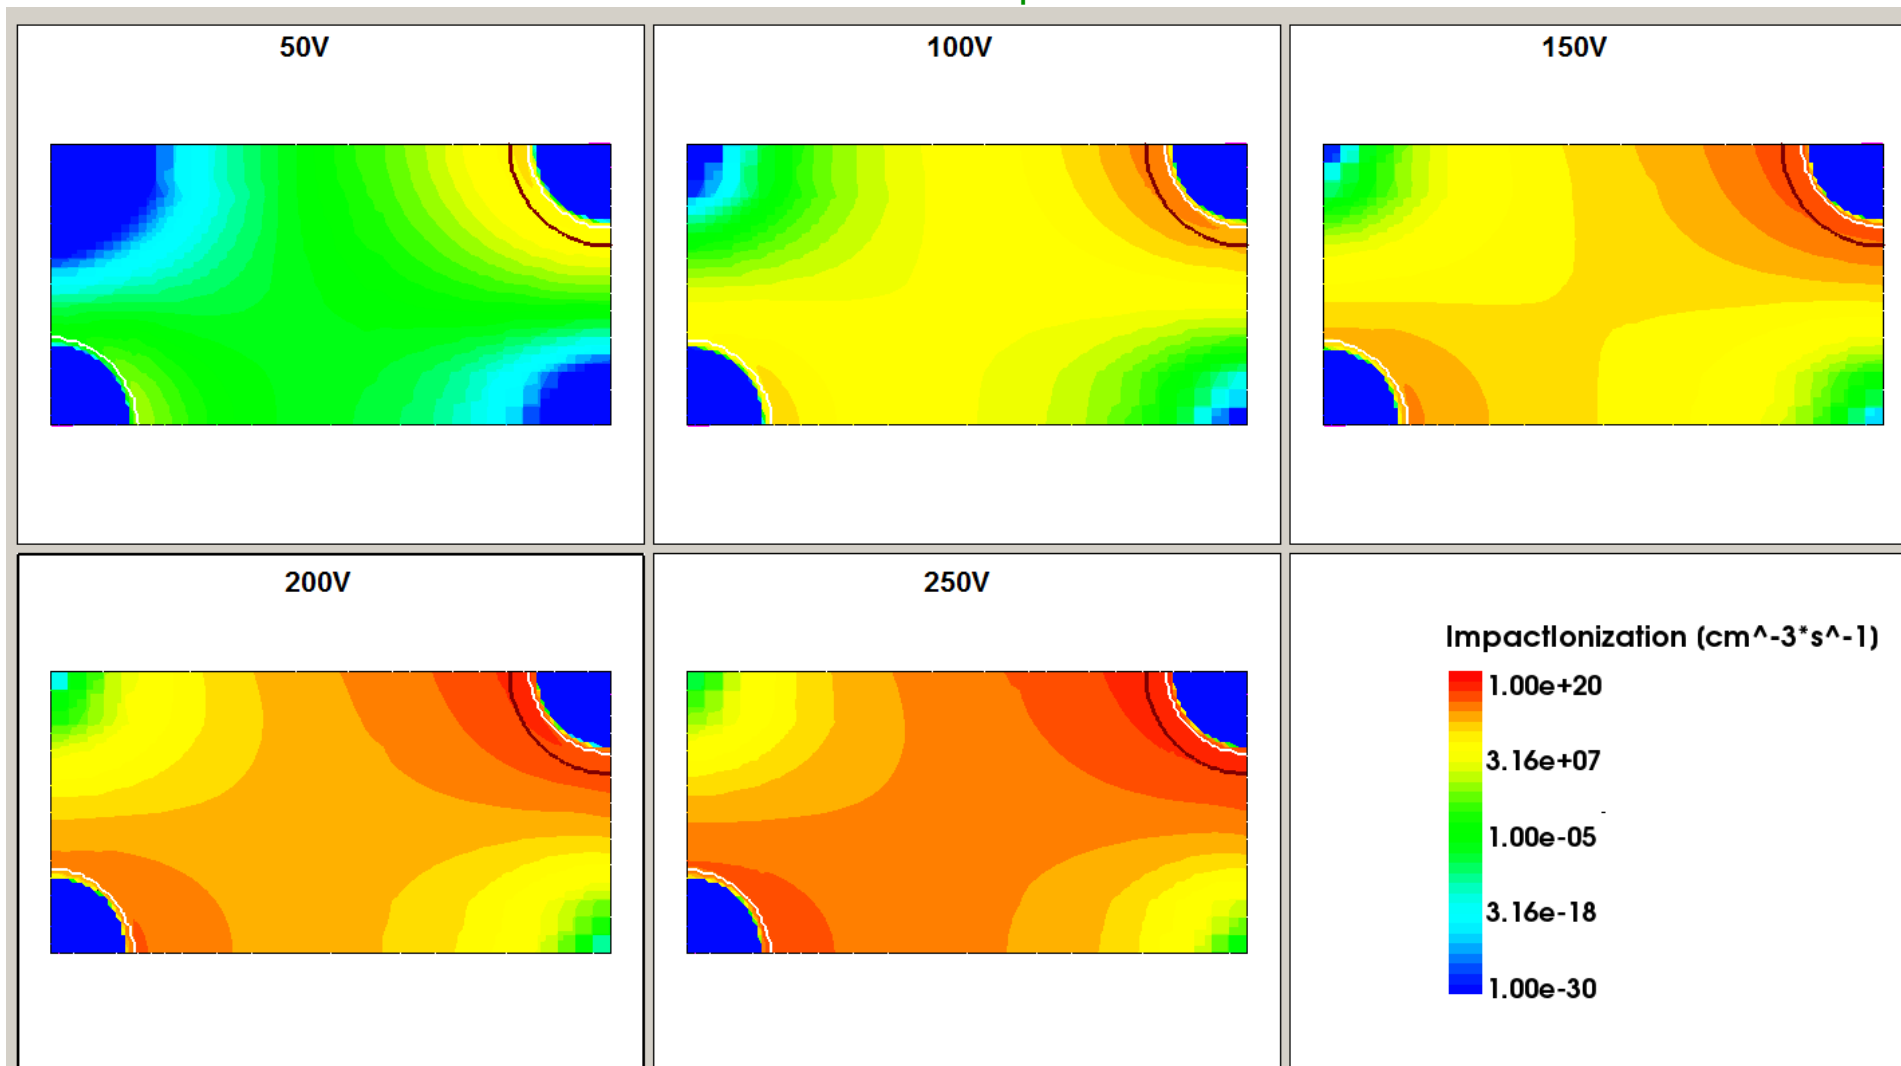 50V
100V
150V
200V
250V
ImpactIonization (cm^-3*s^-1)
1.00e+20
3.16e+07
1.00e-05
3.16e-18
1.00e-30